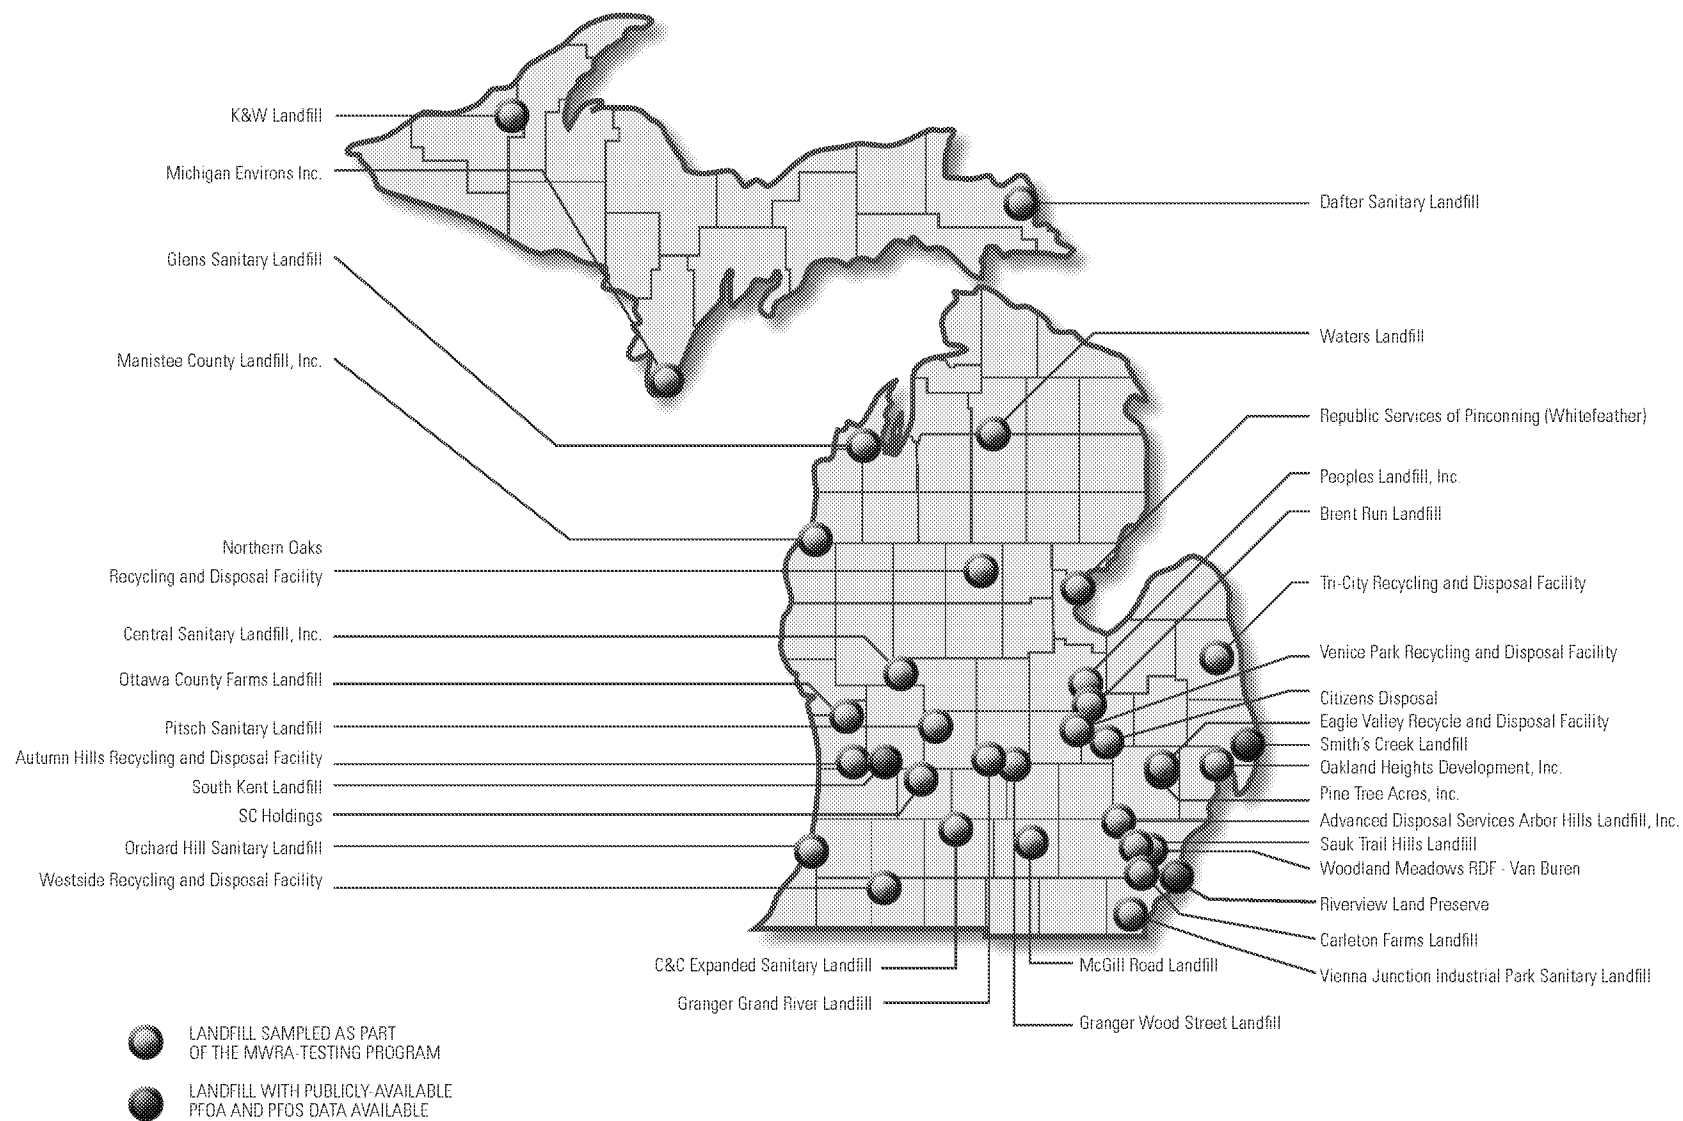 K&W Landfill
Michigan Environs Inc.
Glens Sanitary Landfill
Manistee County Landfill, Inc.
Northern Oaks
Recycling and Disposal Facility
Central Sanitary Landfill, Inc.
Ottawa County Farms Landfill
Pitsch Sanitary Landfill
Autumn Hills Recycling and Disposal Facility
South Kent Landfill
SC Holdings
Orchard Hill Sanitary Landfill
Westside Recycling and Disposal Facility
Dafter Sanitary Landfill
Waters Landfill
Republic Services of Pinconning (Whitefeather)
Peoples Landfill, Inc.
Brent Run Landfill
Tri-City Recycling and Disposal Facility
Venice Park Recycling and Disposal Facility
Citizens Disposal
Eagle Valley Recycle and Disposal Facility
Smith's Creek Landfill
Oakland Heights Development, Inc.
Pine Tree Acres, Inc.
Advanced Disposal Services Arbor Hills Landfill, Inc.
Sauk Trail Hills Landfill
Woodland Meadows RDF - Van Buren
Riverview Land Preserve
Carleton Farms Landfill
Vienna Junction Industrial Park Sanitary Landfill
C&C Expanded Sanitary Landfill
McGill Road Landfill
Granger Grand River Landfill
Granger Wood Street Landfill
LANDFILL SAMPLED AS PART
OF THE MWRA-TESTING PROGRAM
LANDFILL WITH PUBLICLY-AVAILABLE
PFOA AND PFOS DATA AVAILABLE